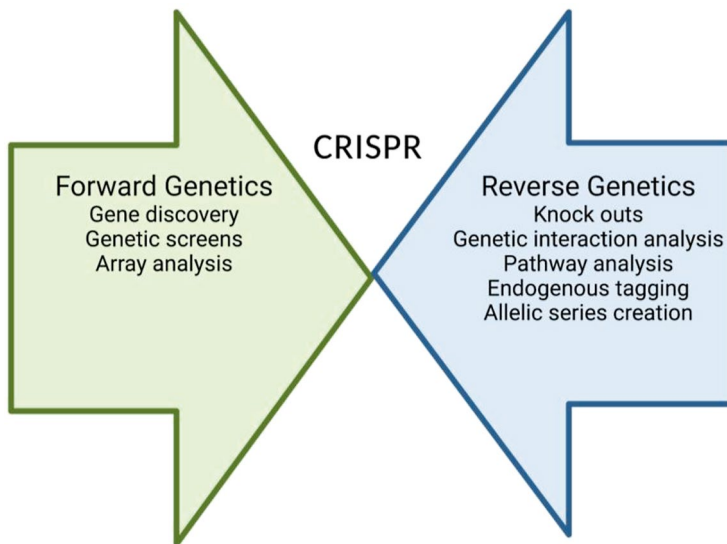 CRISPR
Forward Genetics
Gene discovery
Genetic screens
Array analysis
Reverse Genetics
Knock outs
Genetic interaction analysis
Pathway analysis
Endogenous tagging
Allelic series creation